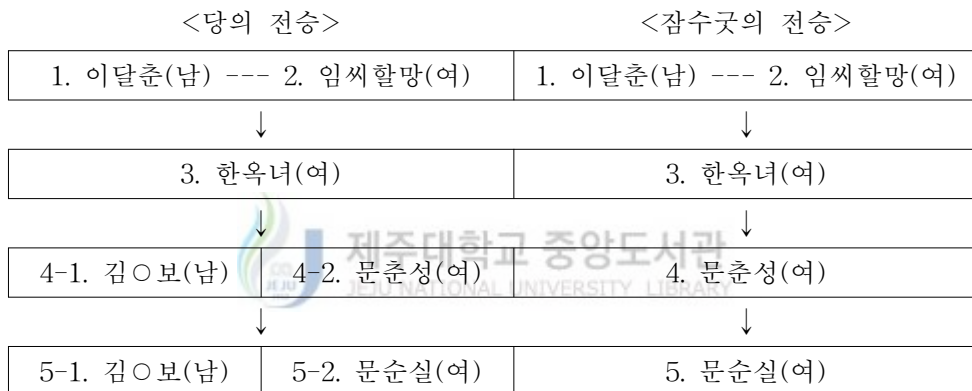 <당의 전승> <잠수굿의 전승>
1. 이달춘(남) --- 2. 임씨할망(여) 1. 이달춘(남) --- 2. 임씨할망(여)
↓ ↓
3. 한옥녀(여) 3. 한옥녀(여)
↓ ↓
제주대학교 중앙도서관
4-1. 김○보(남) 4-2. 문춘성(여) 4. 문춘성(여)
JEJU NATIONAL UNIVERSITY LIBRARY
↓ ↓
5-1. 김○보(남) 5-2. 문순실(여) 5. 문순실(여)